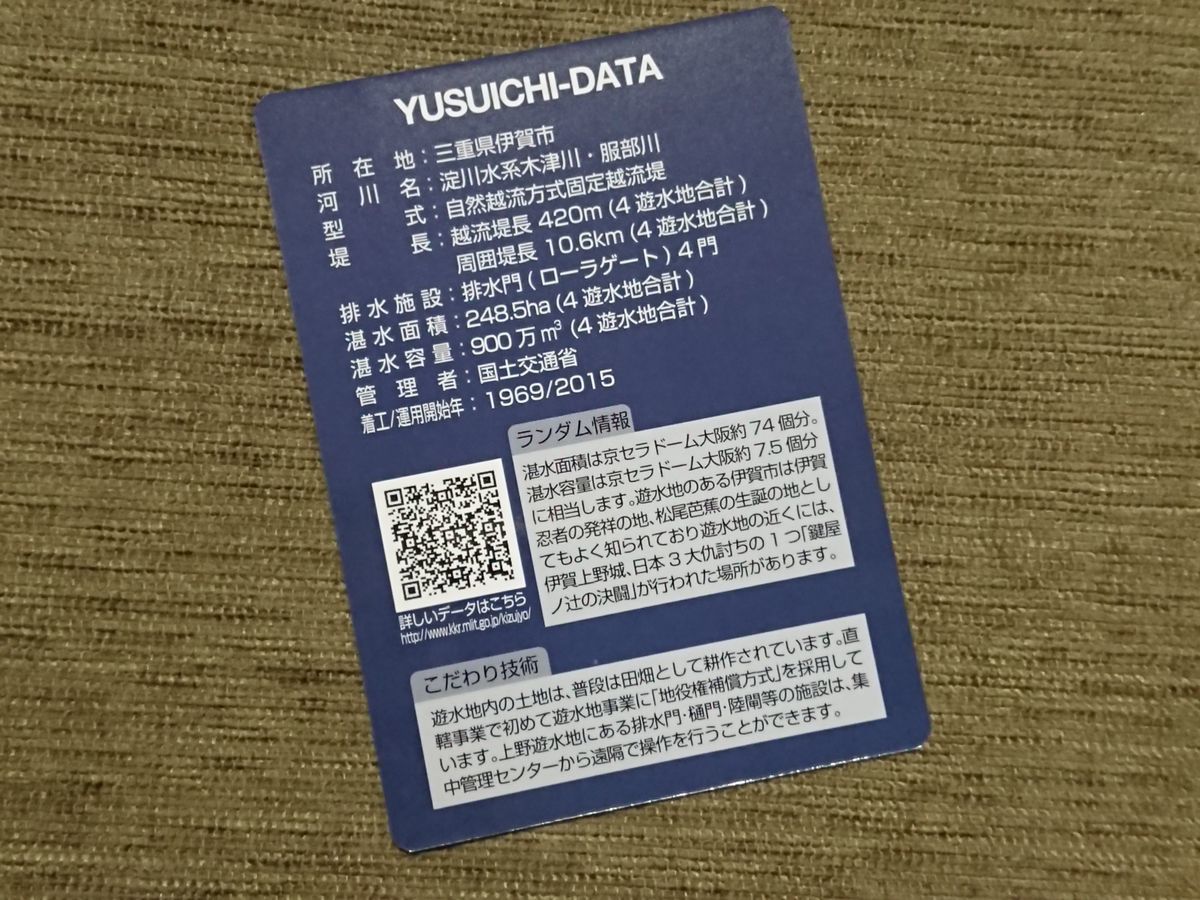 YUSUICHI-DATA
所在地：三重県伊賀市
河川名：淀川水系木津川・服部川
型式：自然越流方式固定越流堤
堤長：越流堤長 420m (4 遊水地合計)
周囲堤長 10.6km (4 遊水地合計)
排水施設：排水門 (ローラゲート) 4 門
湛水面積：248.5ha (4 遊水地合計)
湛水容量：900 万㎥ (4 遊水地合計)
管理者：国土交通省
着工/運用開始年：1969/2015
ランダム情報
湛水面積は京セラドーム大阪約 74 個分。
湛水容量は京セラドーム大阪約 7.5 個分
に相当します。遊水地のある伊賀市は伊賀
忍者の発祥の地、松尾芭蕉の生誕の地とし
てもよく知られており遊水地の近くには、
伊賀上野城、日本 3 大仇討ちの 1 つ「鍵屋
ノ辻の決闘」が行われた場所があります。
詳しいデータはこちら
http://www.kkr.mlit.go.jp/kizujyo/
こだわり技術
遊水地内の土地は、普段は田畑として耕作されています。直
轄事業で初めて遊水地事業に「地役権補償方式」を採用して
います。上野遊水地にある排水門・樋門・陸閘等の施設は、集
中管理センターから遠隔で操作を行うことができます。